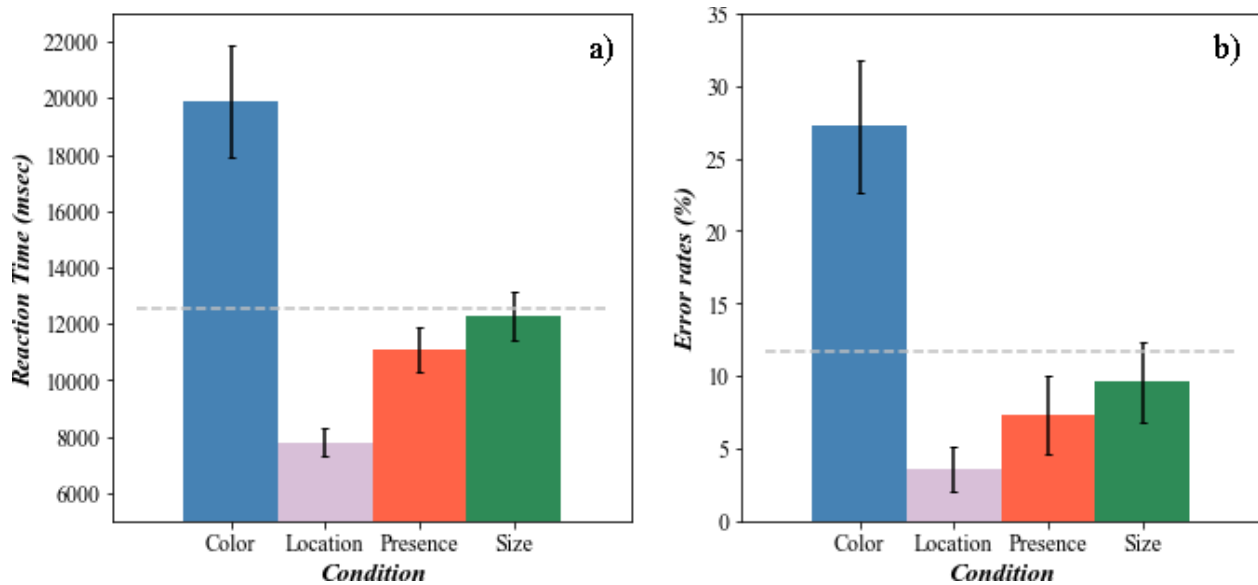 a)
22000
20000
18000
16000
14000
12000
10000
8000
6000
Reaction Time (msec)
Color Location Presence Size
Condition
b)
35
30
25
20
15
10
5
0
Error rates (%)
Color Location Presence Size
Condition